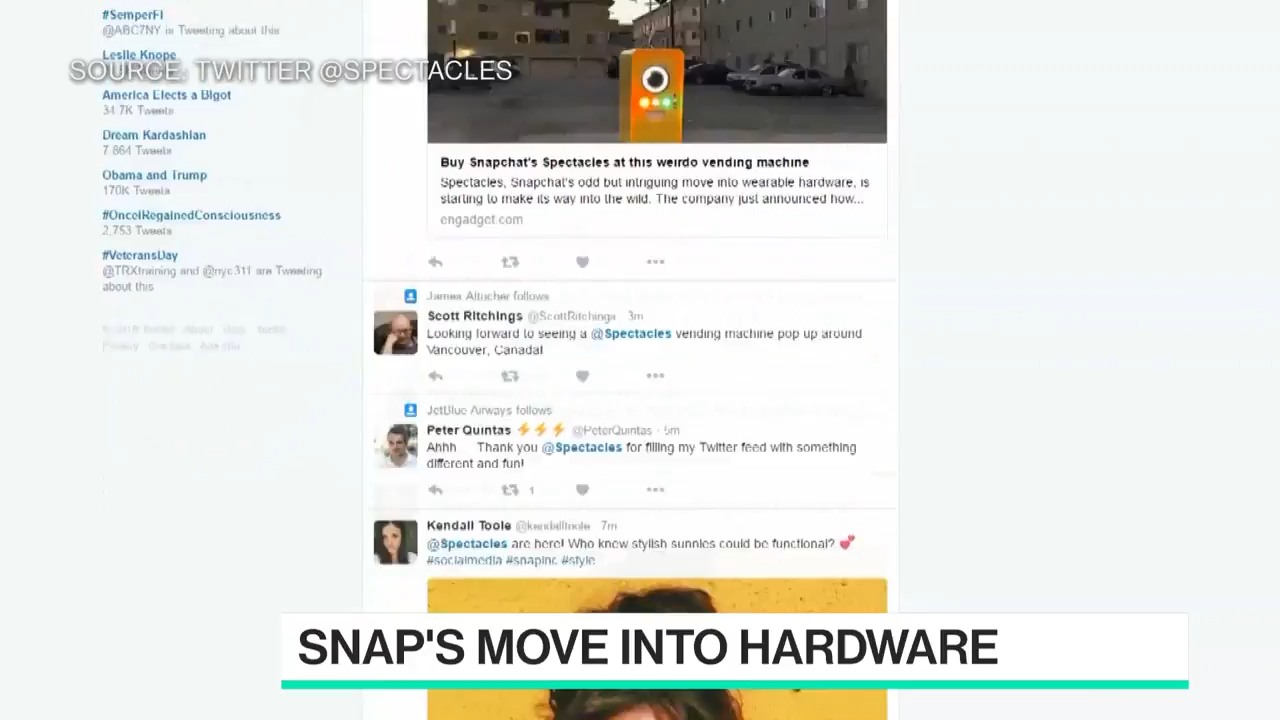 #SemperFi
@ABC7NY is Tweeting about this
Leslie Knope
SOURCE: TWITTER @SPECTACLES
America Elects a Bigot
34.7K Tweets
Dream Kardashian
7,864 Tweets
Obama and Trump
170K Tweets
#OnceIRegainedConsciousness
2,753 Tweets
#VeteransDay
@TRXtraining and @nyc311 are Tweeting
about this
Buy Snapchat's Spectacles at this weirdo vending machine
Spectacles, Snapchat's odd but intriguing move into wearable hardware, is
starting to make its way into the wild. The company just announced how...
engadget.com
James Altucher follows
Scott Ritchings @ScottRitchings 3m
Looking forward to seeing a @Spectacles vending machine pop up around
Vancouver, Canada!
JetBlue Airways follows
Peter Quintas ⚡⚡⚡ @PeterQuintas · 5m
Ahhh Thank you @Spectacles for filling my Twitter feed with something
different and fun!
1
Kendall Toole @kendalltoole 7m
@Spectacles are here! Who knew stylish sunnies could be functional? 💕
#socialmedia #snapinc #style
SNAP'S MOVE INTO HARDWARE